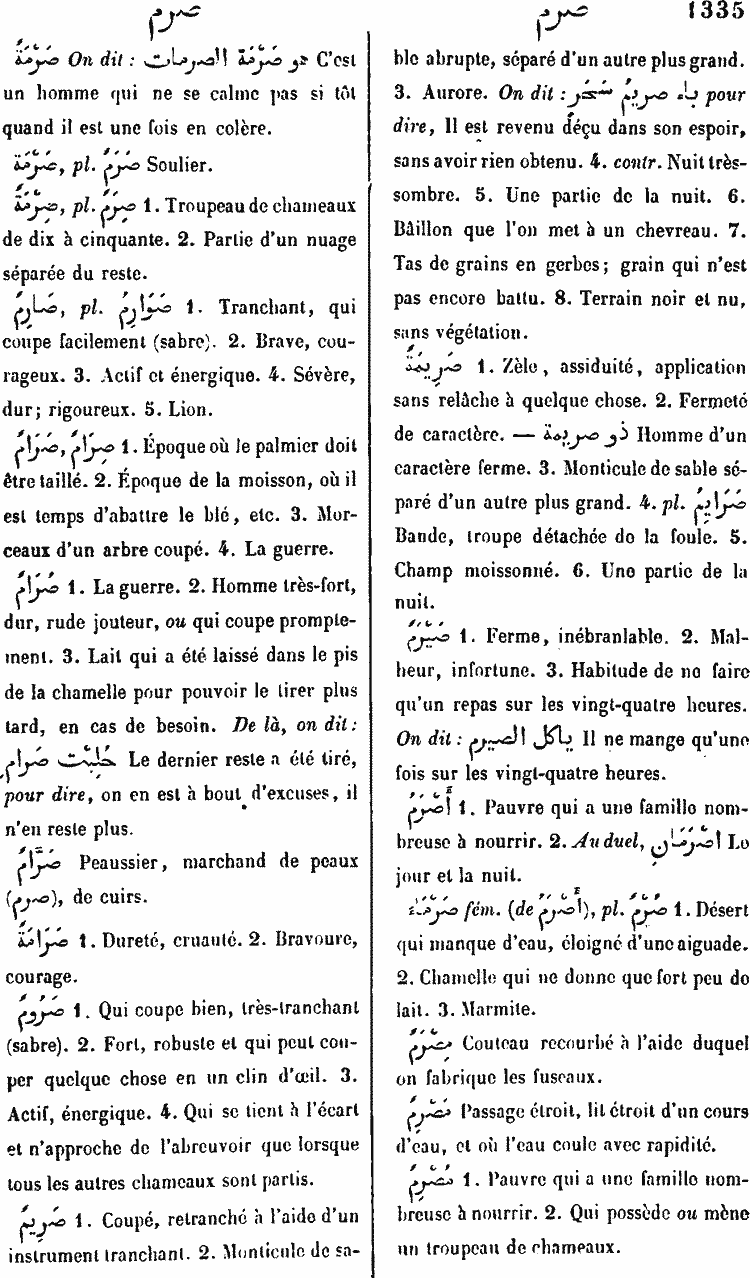 صرم
صرم
1335
صَرْمَةٌ On dit : هو صَرْمَة الصرمات C'est
un homme qui ne se calme pas si tôt
quand il est une fois en colère.
صَرْمَةٌ, pl. صُرَمٌ Soulier.
صِرْمَةٌ, pl. صِرَمٌ 1. Troupeau de chameaux
de dix à cinquante. 2. Partie d'un nuage
séparée du reste.
صَارِمٌ, pl. صَوَارِمُ 1. Tranchant, qui
coupe facilement (sabre). 2. Brave, cou-
rageux. 3. Actif et énergique. 4. Sévère,
dur; rigoureux. 5. Lion.
صِرَامٌ, صَرَامٌ 1. Époque où le palmier doit
être taillé. 2. Époque de la moisson, où il
est temps d'abattre le blé, etc. 3. Mor-
ceaux d'un arbre coupé. 4. La guerre.
صُرَامٌ 1. La guerre. 2. Homme très-fort,
dur, rude jouteur, ou qui coupe prompte-
ment. 3. Lait qui a été laissé dans le pis
de la chamelle pour pouvoir le tirer plus
tard, en cas de besoin. De là, on dit :
حُلِبَتْ صُرام Le dernier reste a été tiré,
pour dire, on en est à bout d'excuses, il
n'en reste plus.
صَرَّامٌ Peaussier, marchand de peaux
(صرم), de cuirs.
صَرَامَةٌ 1. Dureté, cruauté. 2. Bravoure,
courage.
صَرُومٌ 1. Qui coupe bien, très-tranchant
(sabre). 2. Fort, robuste et qui peut cou-
per quelque chose en un clin d'œil. 3.
Actif, énergique. 4. Qui se tient à l'écart
et n'approche de l'abreuvoir que lorsque
tous les autres chameaux sont partis.
صَرِيمٌ 1. Coupé, retranché à l'aide d'un
instrument tranchant. 2. Monticule de sa-
ble abrupte, séparé d'un autre plus grand.
3. Aurore. On dit : باء صريمُ سَحَر pour
dire, Il est revenu déçu dans son espoir,
sans avoir rien obtenu. 4. contr. Nuit très-
sombre. 5. Une partie de la nuit. 6.
Bâillon que l'on met à un chevreau. 7.
Tas de grains en gerbes; grain qui n'est
pas encore battu. 8. Terrain noir et nu,
sans végétation.
صَرِيمَةٌ 1. Zèle, assiduité, application
sans relâche à quelque chose. 2. Fermeté
de caractère. — ذُو صريمة Homme d'un
caractère ferme. 3. Monticule de sable sé-
paré d'un autre plus grand. 4. pl. صَرَايِمُ
Bande, troupe détachée de la foule. 5.
Champ moissonné. 6. Une partie de la
nuit.
صَيْرَمٌ 1. Ferme, inébranlable. 2. Mal-
heur, infortune. 3. Habitude de ne faire
qu'un repas sur les vingt-quatre heures.
On dit : ياكل الصيرم Il ne mange qu'une
fois sur les vingt-quatre heures.
أَصْرَمُ 1. Pauvre qui a une famille nom-
breuse à nourrir. 2. Au duel, أَصْرَمَان Le
jour et la nuit.
صَرْمَاءُ fém. (de أَصْرَمُ), pl. صُرْمٌ 1. Désert
qui manque d'eau, éloigné d'une aiguade.
2. Chamelle qui ne donne que fort peu de
lait. 3. Marmite.
مِصْرَمٌ Couteau recourbé à l'aide duquel
on fabrique les fuseaux.
مَصْرِمٌ Passage étroit, lit étroit d'un cours
d'eau, et où l'eau coule avec rapidité.
مُصْرِمٌ 1. Pauvre qui a une famille nom-
breuse à nourrir. 2. Qui possède ou mène
un troupeau de chameaux.